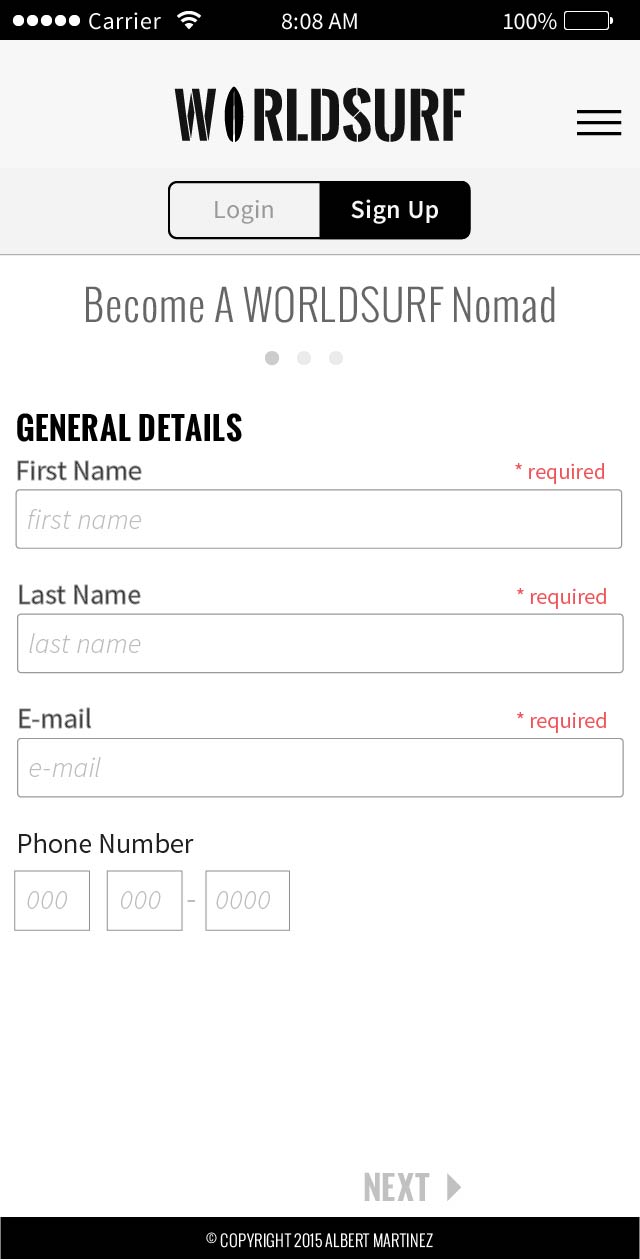 Carrier 8:08 AM 100%
WORLDSURF
Login Sign Up
Become A WORLDSURF Nomad
GENERAL DETAILS
First Name * required
first name
Last Name * required
last name
E-mail * required
e-mail
Phone Number
000 000 - 0000
NEXT
© COPYRIGHT 2015 ALBERT MARTINEZ